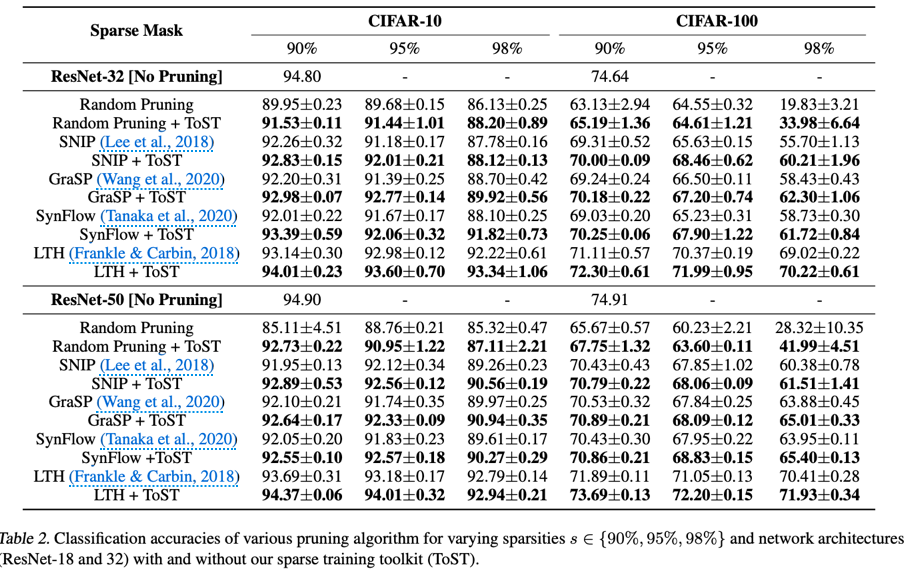 Sparse Mask CIFAR-10 CIFAR-100
90% 95% 98% 90% 95% 98%
ResNet-32 [No Pruning] 94.80 - - 74.64 - -
Random Pruning 89.95±0.23 89.68±0.15 86.13±0.25 63.13±2.94 64.55±0.32 19.83±3.21
Random Pruning + ToST 91.53±0.11 91.44±1.01 88.20±0.89 65.19±1.36 64.61±1.21 33.98±6.64
SNIP (Lee et al., 2018) 92.26±0.32 91.18±0.17 87.78±0.16 69.31±0.52 65.63±0.15 55.70±1.13
SNIP + ToST 92.83±0.15 92.01±0.21 88.12±0.13 70.00±0.09 68.46±0.62 60.21±1.96
GraSP (Wang et al., 2020) 92.20±0.31 91.39±0.25 88.70±0.42 69.24±0.24 66.50±0.11 58.43±0.43
GraSP + ToST 92.98±0.07 92.77±0.14 89.92±0.56 70.18±0.22 67.20±0.74 62.30±1.06
SynFlow (Tanaka et al., 2020) 92.01±0.22 91.67±0.17 88.10±0.25 69.03±0.20 65.23±0.31 58.73±0.30
SynFlow + ToST 93.39±0.59 92.06±0.32 91.82±0.73 70.25±0.06 67.90±1.22 61.72±0.84
LTH (Frankle & Carbin, 2018) 93.14±0.30 92.98±0.12 92.22±0.61 71.11±0.57 70.37±0.19 69.02±0.22
LTH + ToST 94.01±0.23 93.60±0.70 93.34±1.06 72.30±0.61 71.99±0.95 70.22±0.61
ResNet-50 [No Pruning] 94.90 - - 74.91 - -
Random Pruning 85.11±4.51 88.76±0.21 85.32±0.47 65.67±0.57 60.23±2.21 28.32±10.35
Random Pruning + ToST 92.73±0.22 90.95±1.22 87.11±2.21 67.75±1.32 63.60±0.11 41.99±4.51
SNIP (Lee et al., 2018) 91.95±0.13 92.12±0.34 89.26±0.23 70.43±0.43 67.85±1.02 60.38±0.78
SNIP + ToST 92.89±0.53 92.56±0.12 90.56±0.19 70.79±0.22 68.06±0.09 61.51±1.41
GraSP (Wang et al., 2020) 92.10±0.21 91.74±0.35 89.97±0.25 70.53±0.32 67.84±0.25 63.88±0.45
GraSP + ToST 92.64±0.17 92.33±0.09 90.94±0.35 70.89±0.21 68.09±0.12 65.01±0.33
SynFlow (Tanaka et al., 2020) 92.05±0.20 91.83±0.23 89.61±0.17 70.43±0.30 67.95±0.22 63.95±0.11
SynFlow +ToST 92.55±0.10 92.57±0.18 90.27±0.29 70.86±0.21 68.83±0.15 65.40±0.13
LTH (Frankle & Carbin, 2018) 93.69±0.31 93.18±0.17 92.79±0.14 71.89±0.11 71.05±0.13 70.41±0.28
LTH + ToST 94.37±0.06 94.01±0.32 92.94±0.21 73.69±0.13 72.20±0.15 71.93±0.34
Table 2. Classification accuracies of various pruning algorithm for varying sparsities s ∈ {90%, 95%, 98%} and network architectures
(ResNet-18 and 32) with and without our sparse training toolkit (ToST).